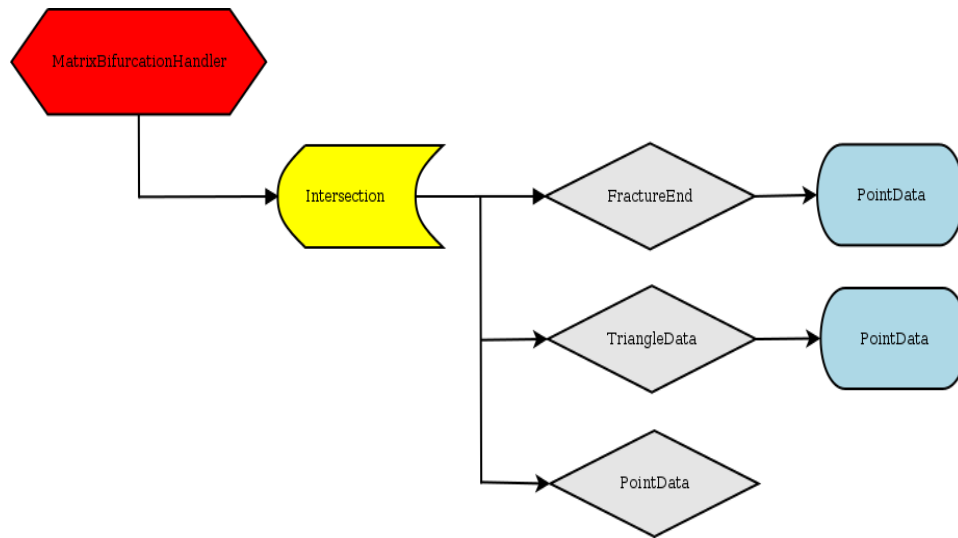 MatrixBifurcationHandler
Intersection
FractureEnd
PointData
TriangleData
PointData
PointData